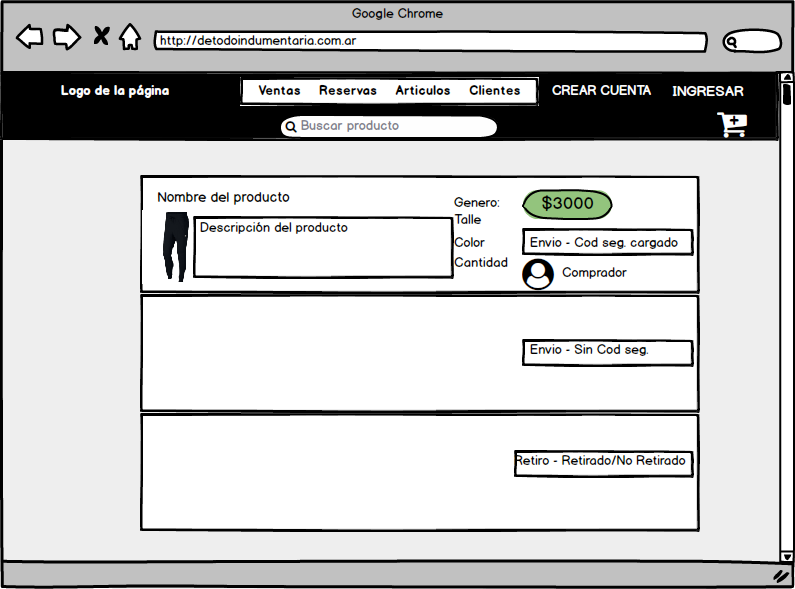 Google Chrome
http://detodoindumentaria.com.ar
Logo de la página
Ventas Reservas Articulos Clientes
CREAR CUENTA INGRESAR
Buscar producto
Nombre del producto
Descripción del producto
Genero:
Talle
Color
Cantidad
$3000
Envio - Cod seg. cargado
Comprador
Envio - Sin Cod seg.
Retiro - Retirado/No Retirado